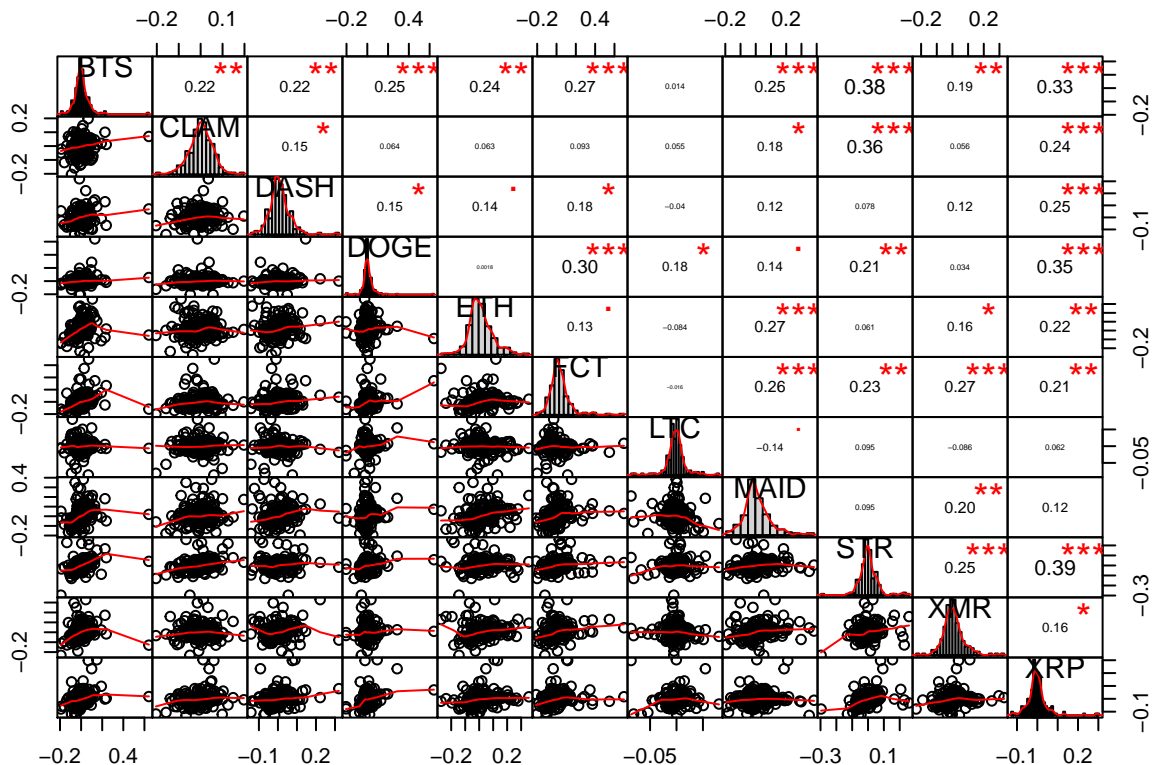 −0.2 0.1 −0.2 0.4 −0.2 0.4 −0.2 0.2 −0.2 0.2
BTS 0.22 ** 0.22 ** 0.25 *** 0.24 ** 0.27 *** 0.014 0.25 *** 0.38 *** 0.19 ** 0.33 *** −0.2
0.2 −0.2 CLAM 0.15 * 0.064 0.063 0.093 0.055 0.18 * 0.36 *** 0.056 0.24 ***
DASH 0.15 * 0.14 . 0.18 * −0.04 0.12 0.078 0.12 0.25 *** −0.1
−0.2 DOGE 0.0018 0.30 *** 0.18 * 0.14 . 0.21 ** 0.034 0.35 ***
ETH 0.13 . −0.084 0.27 *** 0.061 0.16 * 0.22 ** −0.2
−0.2 FCT −0.016 0.26 *** 0.23 ** 0.27 *** 0.21 **
LTC −0.14 . 0.095 −0.086 0.062 −0.05
0.4 −0.2 MAID 0.095 0.20 ** 0.12
STR 0.25 *** 0.39 *** −0.3
−0.2 XMR 0.16 *
XRP −0.1
−0.2 0.4 −0.1 0.2 −0.2 0.2 −0.05 −0.3 0.1 −0.1 0.2